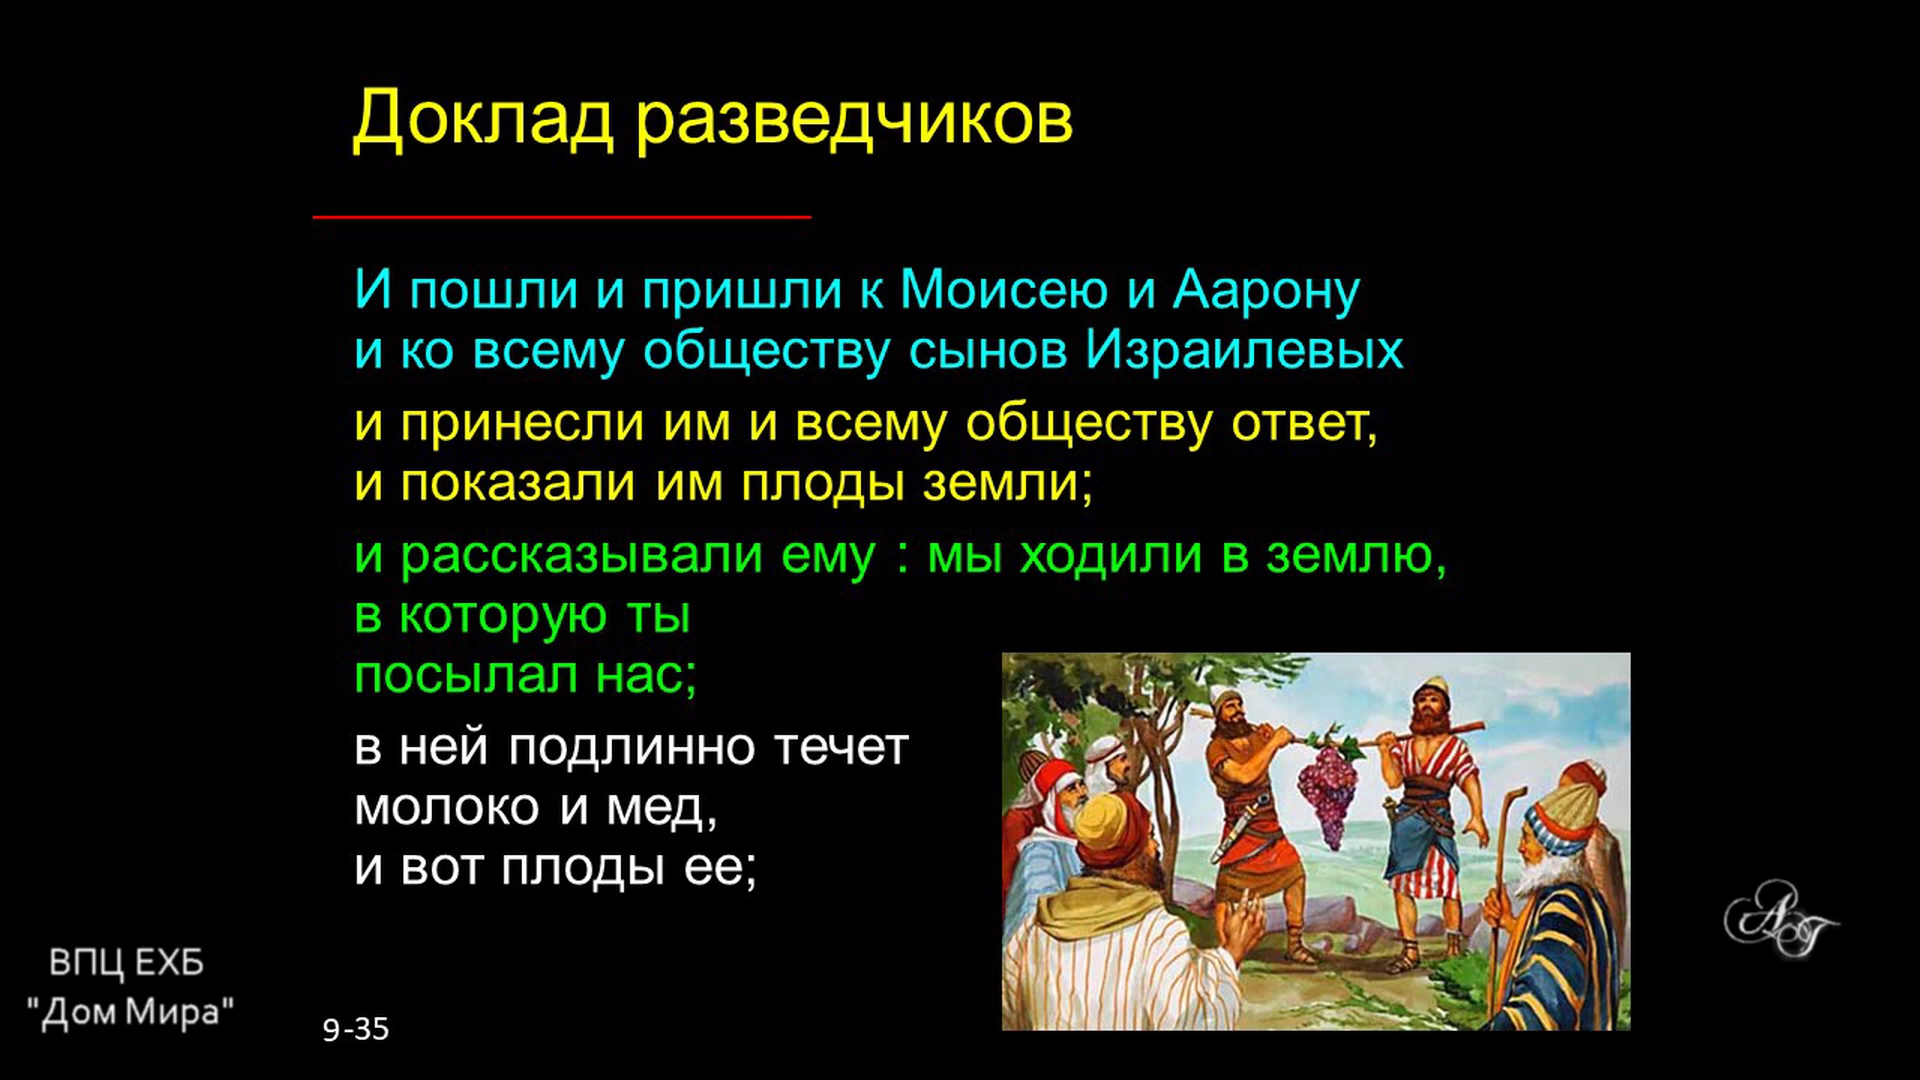 Доклад разведчиков
И пошли и пришли к Моисею и Аарону
и ко всему обществу сынов Израилевых
и принесли им и всему обществу ответ,
и показали им плоды земли;
и рассказывали ему : мы ходили в землю,
в которую ты
посылал нас;
в ней подлинно течет
молоко и мед,
и вот плоды ее;
ВПЦ ЕХБ
"Дом Мира"
9-35